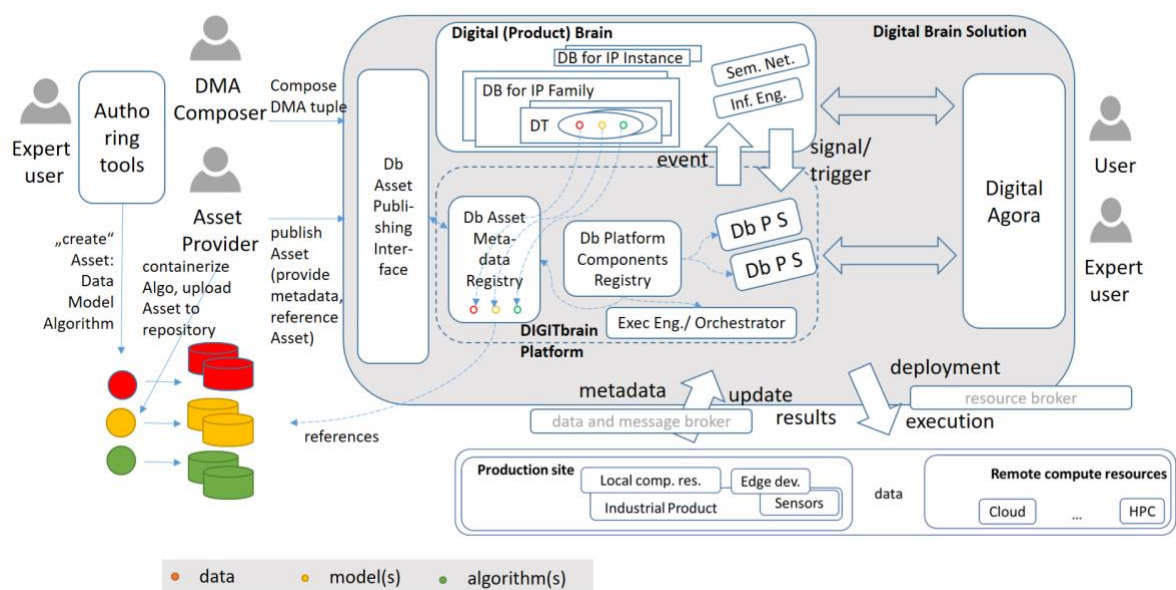 Digital (Product) Brain
Digital Brain Solution
DB for IP Instance
DB for IP Family
DT
Sem. Net.
Inf. Eng.
DMA
Composer
Compose
DMA tuple
Expert
user
Autho
ring
tools
Asset
Provider
Db
Asset
Publi-
shing
Inter-
face
event
signal/
trigger
User
Expert
user
Digital
Agora
Db Asset
Meta-
data
Registry
Db Platform
Components
Registry
Db P S
Db P S
Exec Eng./ Orchestrator
DIGITbrain
Platform
„create“
Asset:
Data
Model
Algorithm
containerize
Algo, upload
Asset to
repository
publish
Asset
(provide
metadata,
reference
Asset)
references
metadata
update
results
data and message broker
deployment
execution
resource broker
Production site
Local comp. res.
Edge dev.
Industrial Product
Sensors
data
Remote compute resources
Cloud
...
HPC
data
model(s)
algorithm(s)